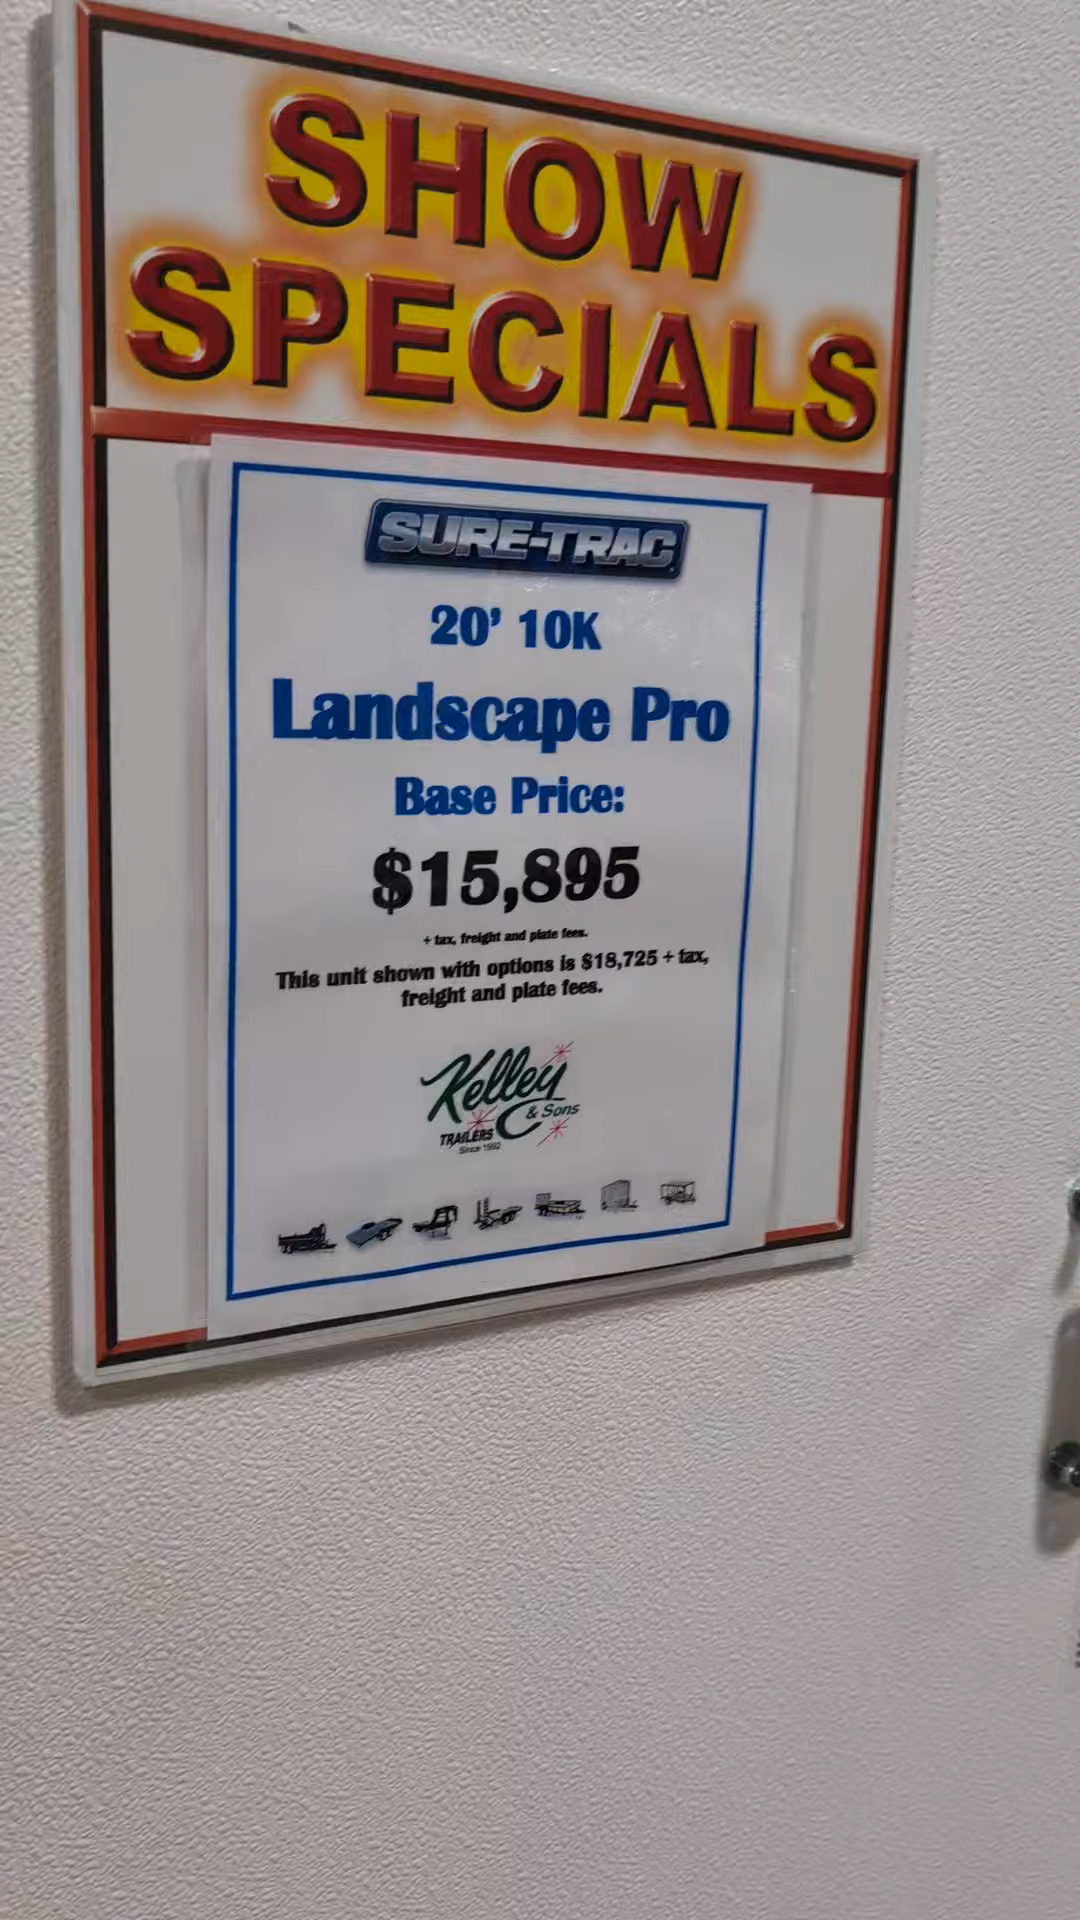 SHOW
SPECIALS
SURE-TRAC
20' 10K
Landscape Pro
Base Price:
$15,895
+ tax, freight and plate fees.
This unit shown with options is $18,725 + tax,
freight and plate fees.
Kelley
& Sons
TRAILERS
Since 1992